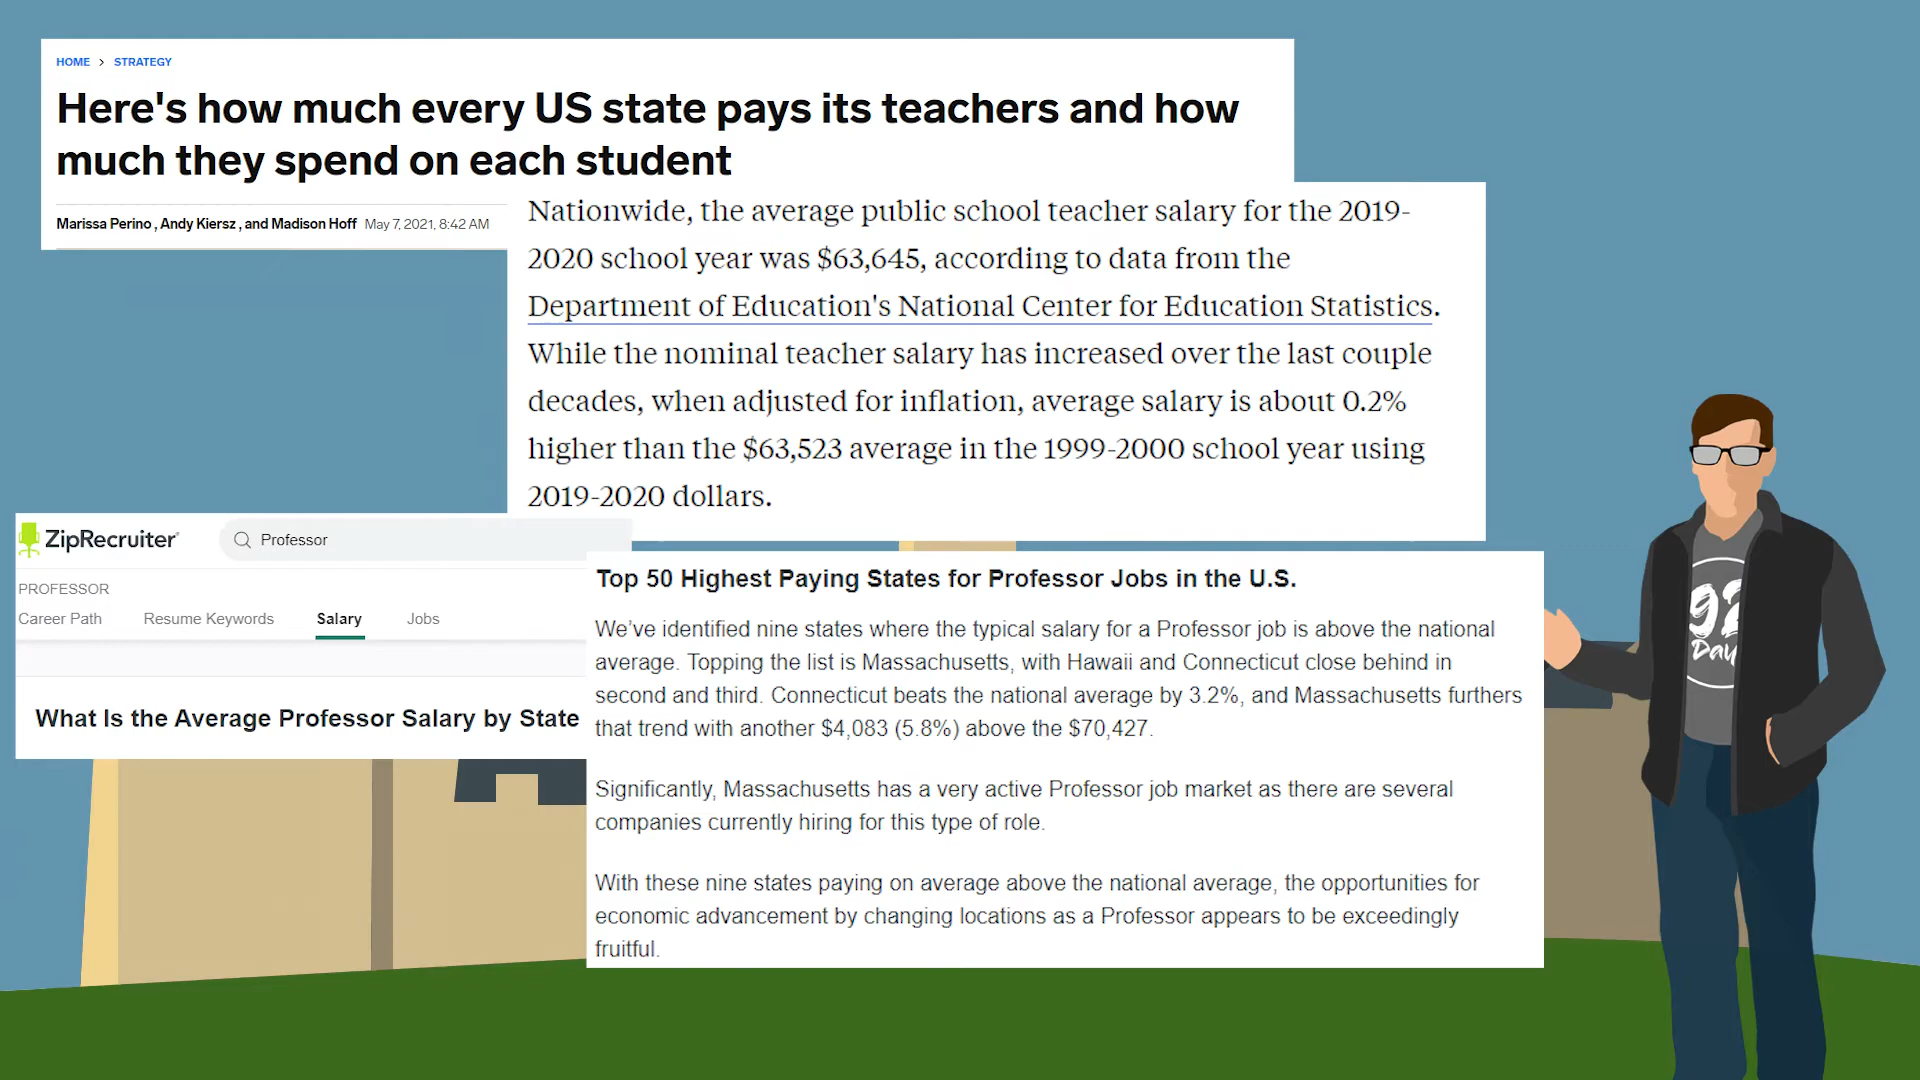 HOME > STRATEGY
Here's how much every US state pays its teachers and how
much they spend on each student
Marissa Perino , Andy Kiersz , and Madison Hoff May 7, 2021, 8:42 AM
Nationwide, the average public school teacher salary for the 2019-
2020 school year was $63,645, according to data from the
Department of Education's National Center for Education Statistics.
While the nominal teacher salary has increased over the last couple
decades, when adjusted for inflation, average salary is about 0.2%
higher than the $63,523 average in the 1999-2000 school year using
2019-2020 dollars.
ZipRecruiter
Professor
PROFESSOR
Career Path Resume Keywords Salary Jobs
What Is the Average Professor Salary by State
Top 50 Highest Paying States for Professor Jobs in the U.S.
We've identified nine states where the typical salary for a Professor job is above the national
average. Topping the list is Massachusetts, with Hawaii and Connecticut close behind in
second and third. Connecticut beats the national average by 3.2%, and Massachusetts furthers
that trend with another $4,083 (5.8%) above the $70,427.
Significantly, Massachusetts has a very active Professor job market as there are several
companies currently hiring for this type of role.
With these nine states paying on average above the national average, the opportunities for
economic advancement by changing locations as a Professor appears to be exceedingly
fruitful.
92
Day